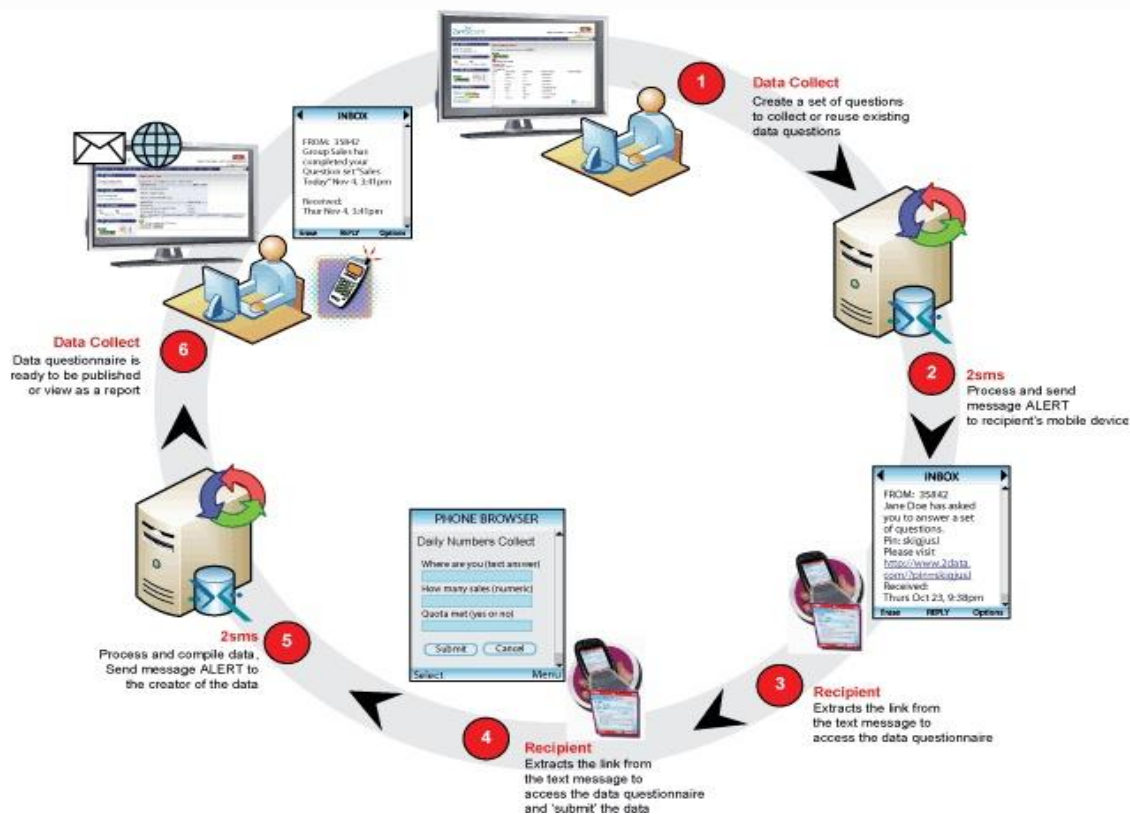 1
Data Collect
Create a set of questions
to collect or reuse existing
data questions
2
2sms
Process and send
message ALERT
to recipient's mobile device
INBOX
FROM: 35842
Jane Doe has asked
you to answer a set
of questions.
Pin: skigjusJ
Please visit
http://www.2data.
com/?pin=skigjusJ
Received:
Thurs Oct 23, 9:38pm
Erase REPLY Options
3
Recipient
Extracts the link from
the text message to
access the data questionnaire
4
Recipient
Extracts the link from
the text message to
access the data questionnaire
and 'submit' the data
PHONE BROWSER
Daily Numbers Collect
Where are you (text answer)
How many sales (numeric)
Quota met (yes or no)
Submit Cancel
Select Menu
5
2sms
Process and compile data,
Send message ALERT to
the creator of the data
6
Data Collect
Data questionnaire is
ready to be published
or view as a report
INBOX
FROM: 35842
Group Sales has
completed your
Question set "Sales
Today" Nov 4, 3:41pm
Received:
Thur Nov 4, 3:41pm
Erase REPLY Options